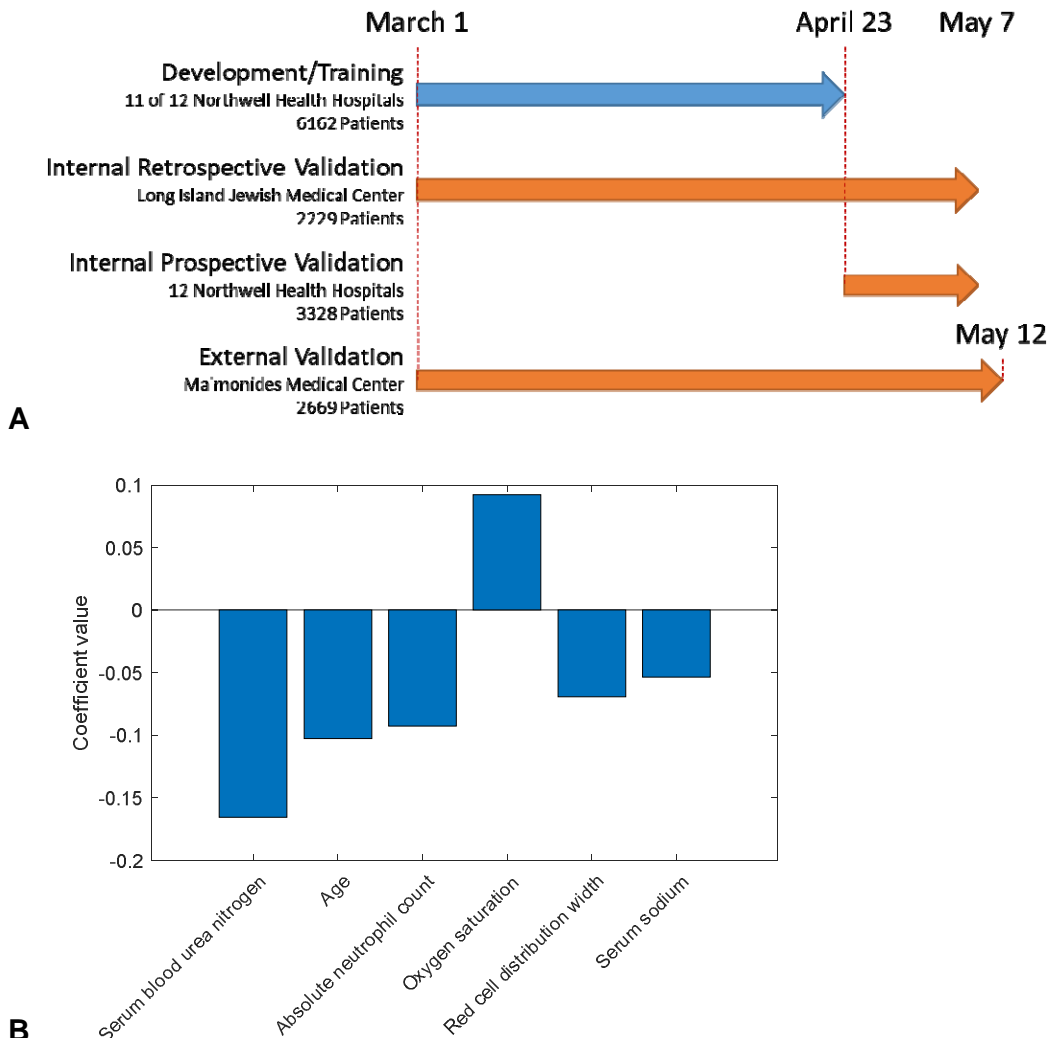 March 1
April 23
May 7
Development/Training
11 of 12 Northwell Health Hospitals
6162 Patients
Internal Retrospective Validation
Long Island Jewish Medical Center
2229 Patients
Internal Prospective Validation
12 Northwell Health Hospitals
3328 Patients
May 12
External Validation
Maimonides Medical Center
2669 Patients
A
0.1
0.05
0
-0.05
-0.1
-0.15
-0.2
Coefficient value
Serum blood urea nitrogen
Age
Absolute neutrophil count
Oxygen saturation
Red cell distribution width
Serum sodium
B